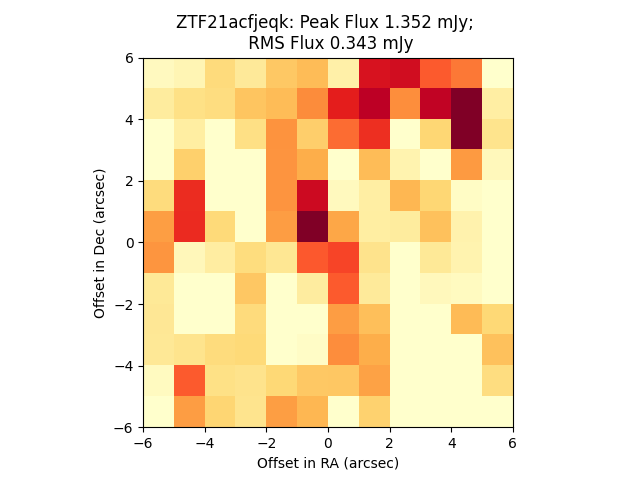 ZTF21acfjeqk: Peak Flux 1.352 mJy;
RMS Flux 0.343 mJy
6
4
2
0
−2
−4
−6
Offset in Dec (arcsec)
−6 −4 −2 0 2 4 6
Offset in RA (arcsec)